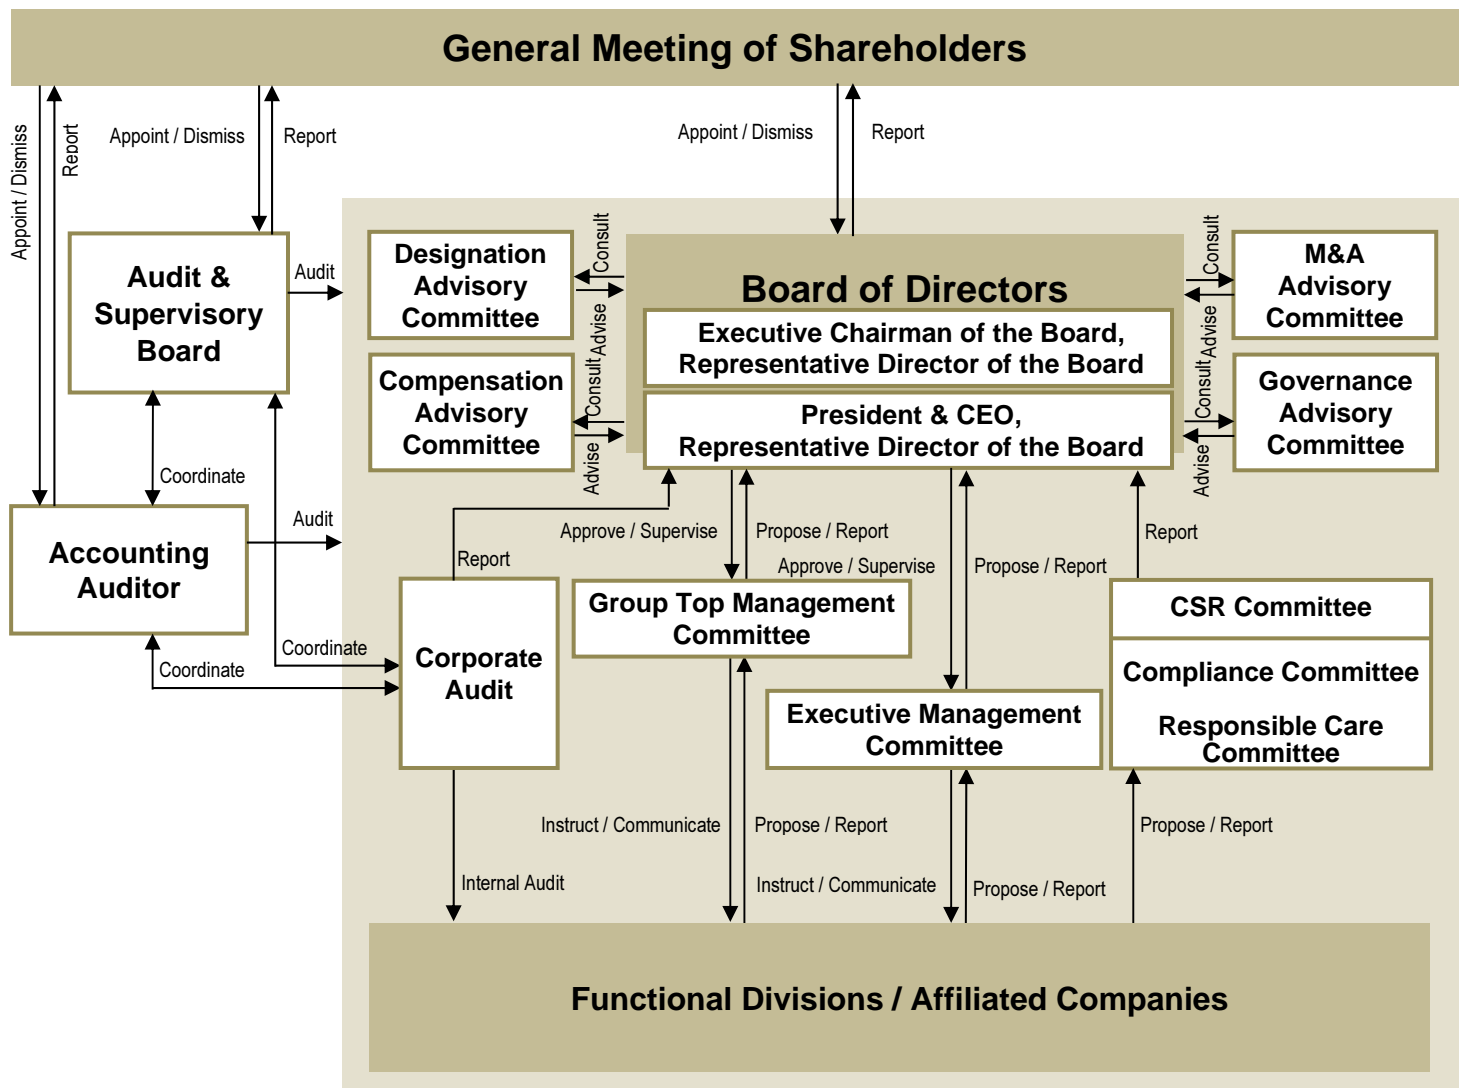 General Meeting of Shareholders
Appoint / Dismiss
Report
Appoint / Dismiss
Report
Appoint / Dismiss
Report
Audit &
Supervisory
Board
Audit
Designation
Advisory
Committee
Consult
Advise
Board of Directors
Executive Chairman of the Board,
Representative Director of the Board
President & CEO,
Representative Director of the Board
Consult
Advise
M&A
Advisory
Committee
Compensation
Advisory
Committee
Consult
Advise
Consult
Advise
Governance
Advisory
Committee
Coordinate
Accounting
Auditor
Audit
Report
Approve / Supervise
Propose / Report
Approve / Supervise
Propose / Report
Report
Group Top Management
Committee
CSR Committee
Compliance Committee
Responsible Care
Committee
Coordinate
Coordinate
Corporate
Audit
Executive Management
Committee
Instruct / Communicate
Propose / Report
Propose / Report
Internal Audit
Instruct / Communicate
Propose / Report
Functional Divisions / Affiliated Companies